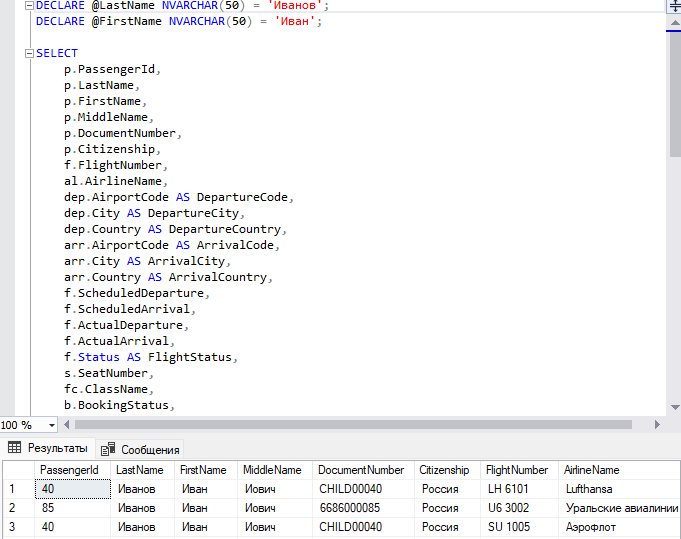 DECLARE @LastName NVARCHAR(50) = 'Иванов';
DECLARE @FirstName NVARCHAR(50) = 'Иван';
SELECT
p.PassengerId,
p.LastName,
p.FirstName,
p.MiddleName,
p.DocumentNumber,
p.Citizenship,
f.FlightNumber,
al.AirlineName,
dep.AirportCode AS DepartureCode,
dep.City AS DepartureCity,
dep.Country AS DepartureCountry,
arr.AirportCode AS ArrivalCode,
arr.City AS ArrivalCity,
arr.Country AS ArrivalCountry,
f.ScheduledDeparture,
f.ScheduledArrival,
f.ActualDeparture,
f.ActualArrival,
f.Status AS FlightStatus,
s.SeatNumber,
fc.ClassName,
b.BookingStatus,
100 %
Результаты Сообщения
PassengerId LastName FirstName MiddleName DocumentNumber Citizenship FlightNumber AirlineName
1 40 Иванов Иван Иович CHILD00040 Россия LH 6101 Lufthansa
2 85 Иванов Иван Иович 6686000085 Россия U6 3002 Уральские авиалинии
3 40 Иванов Иван Иович CHILD00040 Россия SU 1005 Аэрофлот